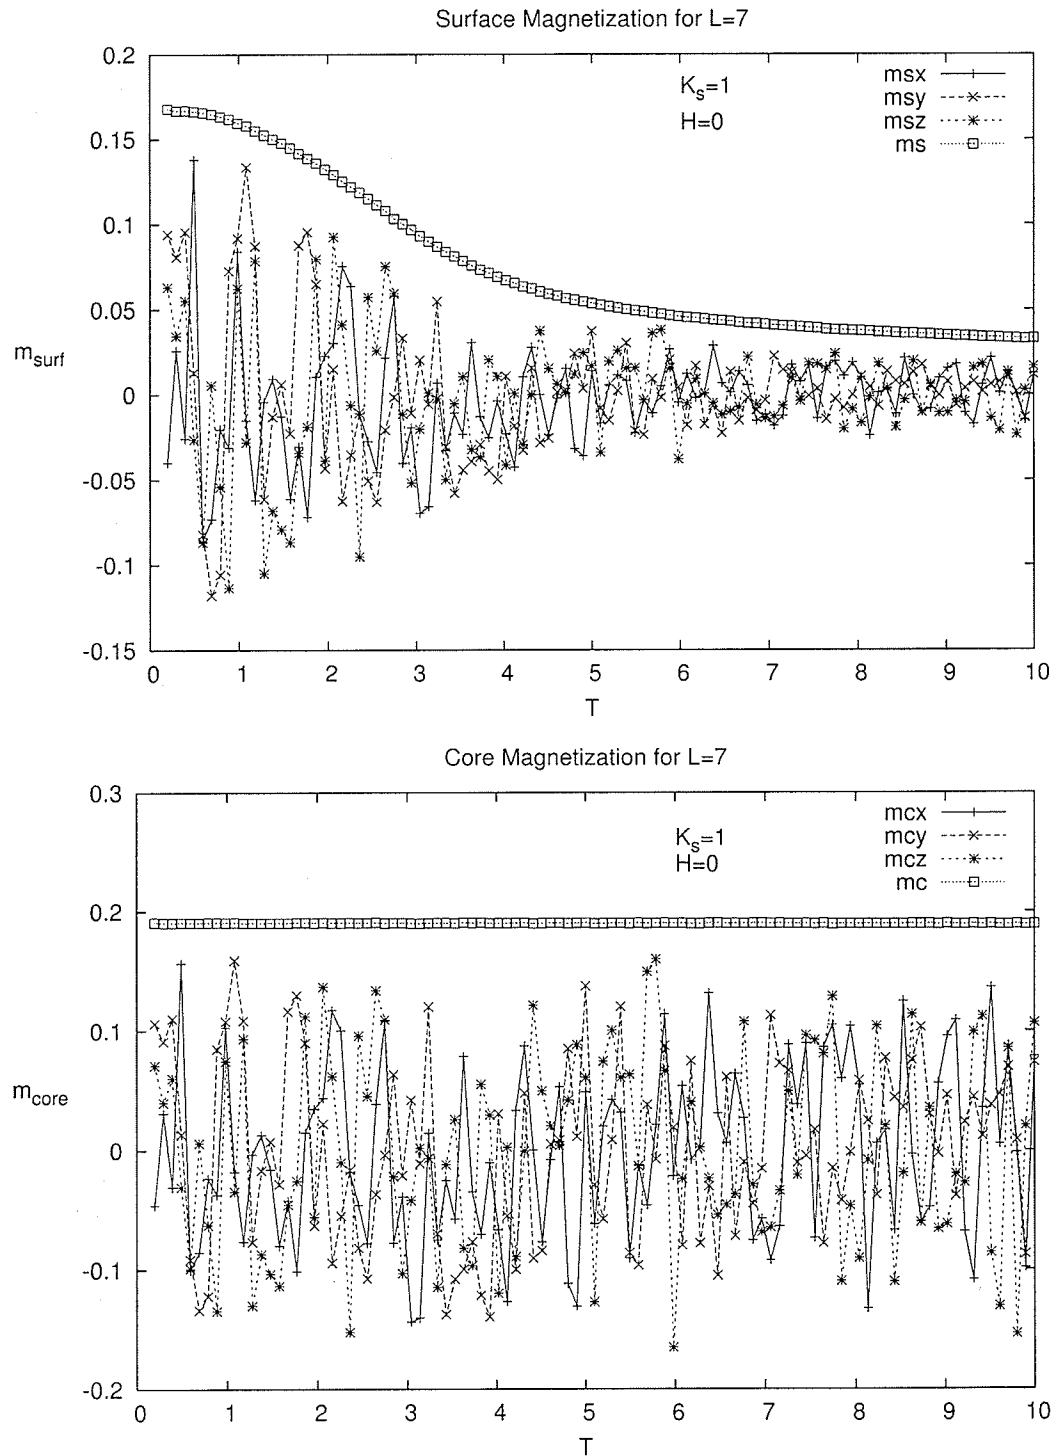 Surface Magnetization for L=7
0.2
0.15
0.1
0.05
0
-0.05
-0.1
-0.15
m_surf
K_s=1
H=0
msx
msy
msz
ms
0 1 2 3 4 5 6 7 8 9 10
T
Core Magnetization for L=7
0.3
0.2
0.1
0
-0.1
-0.2
m_core
K_s=1
H=0
mcx
mcy
mcz
mc
0 1 2 3 4 5 6 7 8 9 10
T